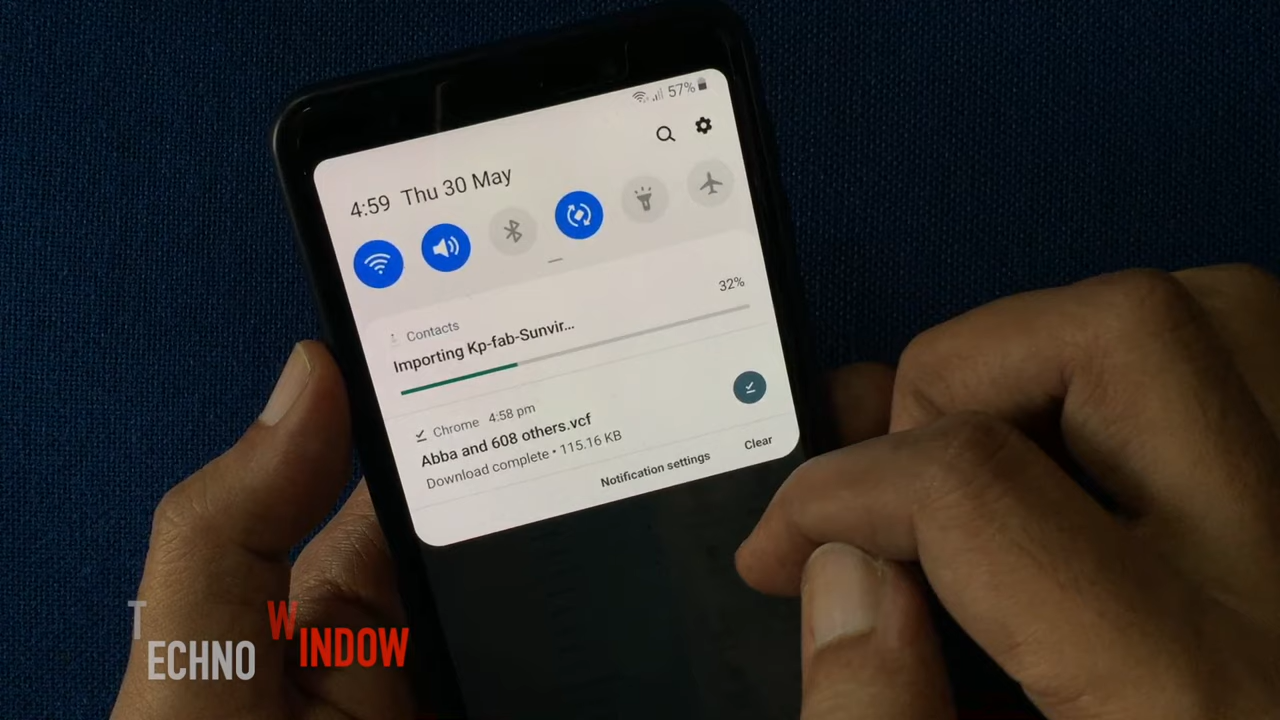 57%
4:59 Thu 30 May
Contacts
32%
Importing Kp-fab-Sunvir...
Chrome 4:58 pm
Abba and 608 others.vcf
Download complete • 115.16 KB
Notification settings Clear
TECHNO WINDOW